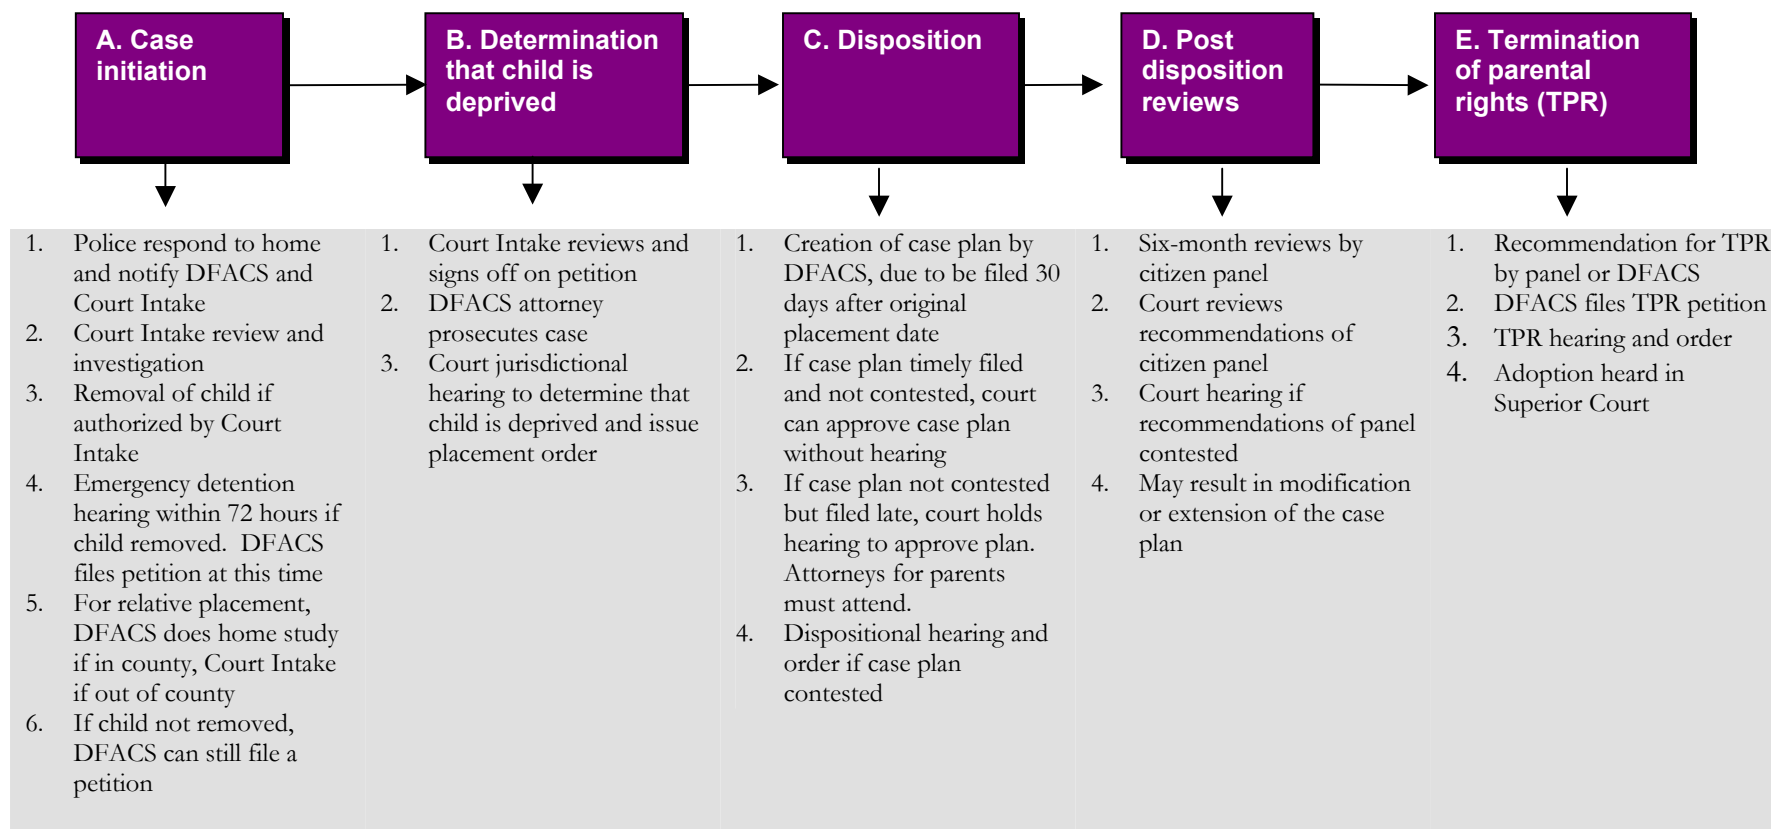 A. Case
initiation
B. Determination
that child is
deprived
C. Disposition
D. Post
disposition
reviews
E. Termination
of parental
rights (TPR)
1. Police respond to home
and notify DFACS and
Court Intake
2. Court Intake review and
investigation
3. Removal of child if
authorized by Court
Intake
4. Emergency detention
hearing within 72 hours if
child removed.  DFACS
files petition at this time
5. For relative placement,
DFACS does home study
if in county, Court Intake
if out of county
6. If child not removed,
DFACS can still file a
petition
1. Court Intake reviews and
signs off on petition
2. DFACS attorney
prosecutes case
3. Court jurisdictional
hearing to determine that
child is deprived and issue
placement order
1. Creation of case plan by
DFACS, due to be filed 30
days after original
placement date
2. If case plan timely filed
and not contested, court
can approve case plan
without hearing
3. If case plan not contested
but filed late, court holds
hearing to approve plan.
Attorneys for parents
must attend.
4. Dispositional hearing and
order if case plan
contested
1. Six-month reviews by
citizen panel
2. Court reviews
recommendations of
citizen panel
3. Court hearing if
recommendations of panel
contested
4. May result in modification
or extension of the case
plan
1. Recommendation for TPR
by panel or DFACS
2. DFACS files TPR petition
3. TPR hearing and order
4. Adoption heard in
Superior Court